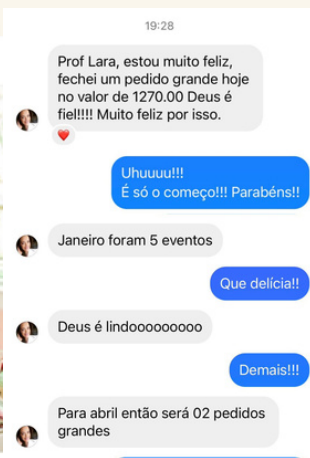 19:28
Prof Lara, estou muito feliz,
fechei um pedido grande hoje
no valor de 1270.00 Deus é
fiel!!!! Muito feliz por isso.
Uhuuuu!!!
É só o começo!!! Parabéns!!
Janeiro foram 5 eventos
Que delícia!!
Deus é lindooooooooo
Demais!!!
Para abril então será 02 pedidos
grandes